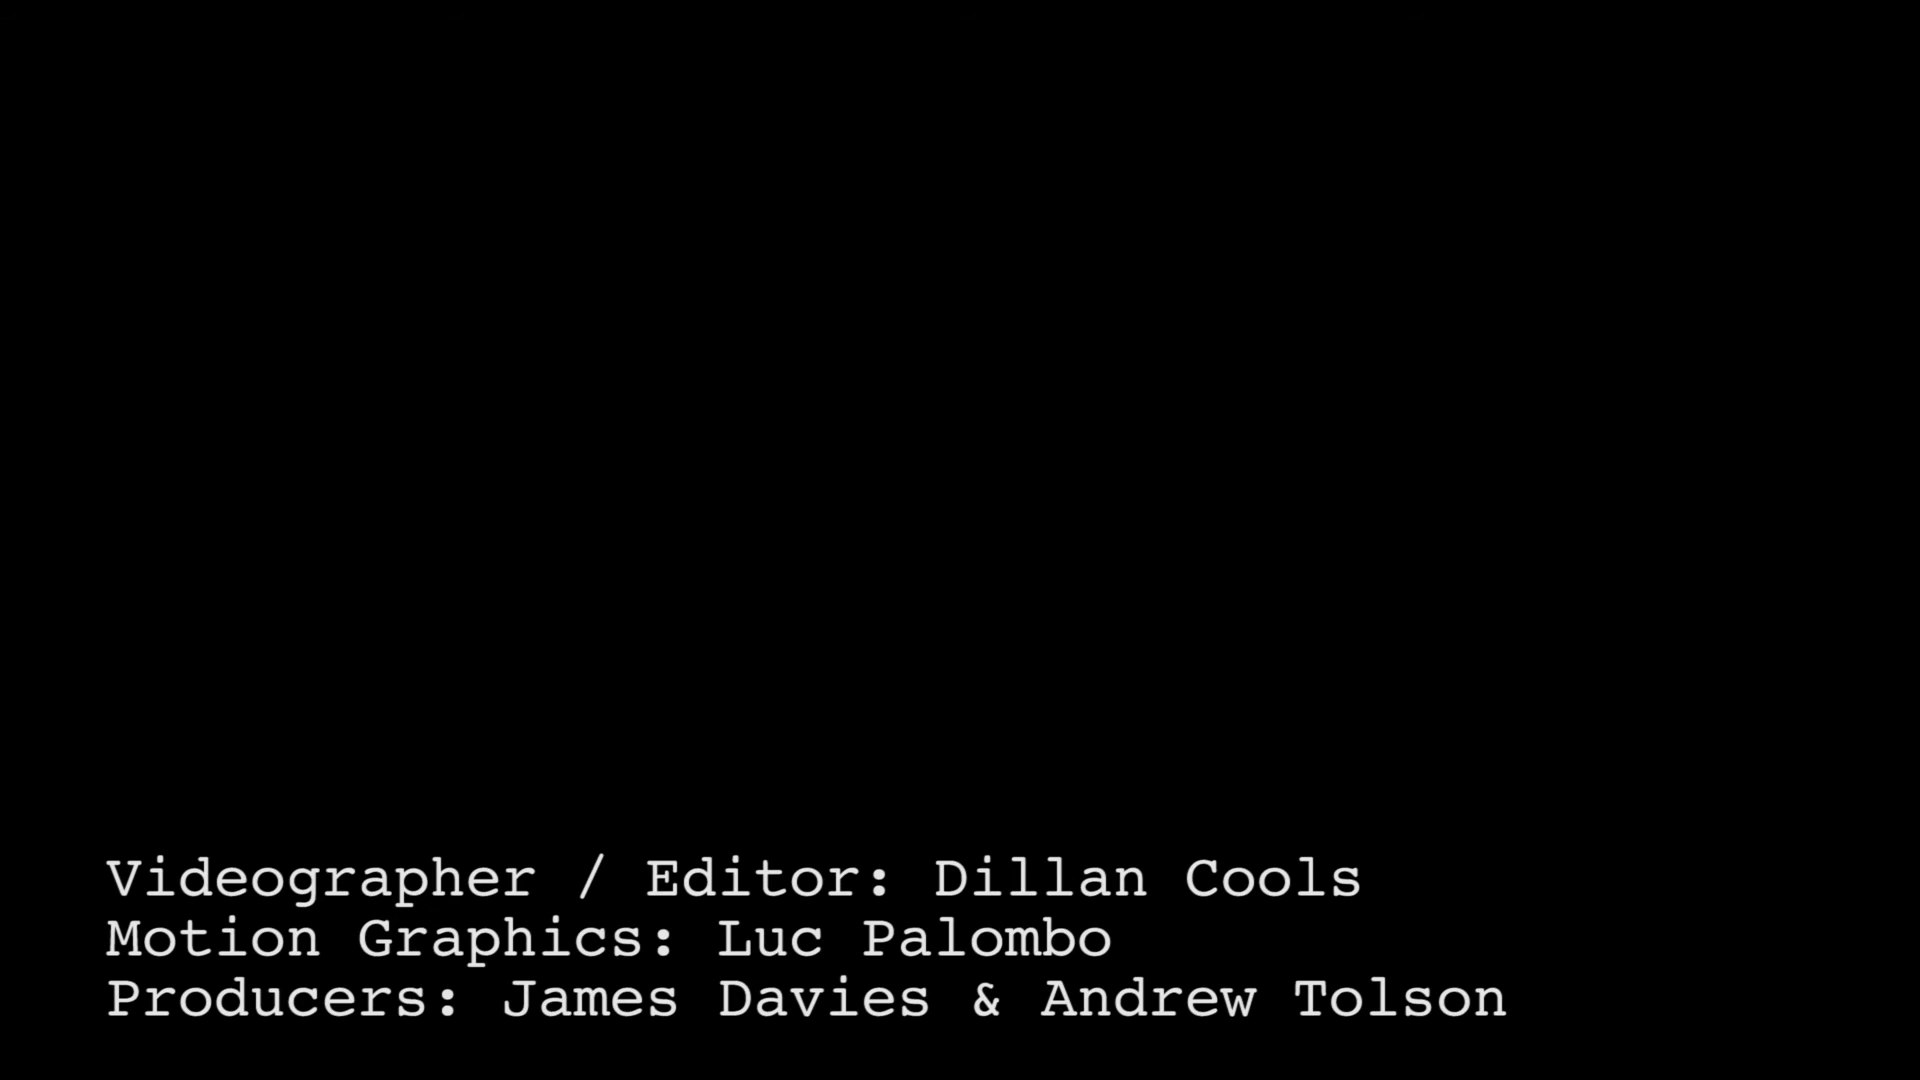 Videographer / Editor: Dillan Cools
Motion Graphics: Luc Palombo
Producers: James Davies & Andrew Tolson